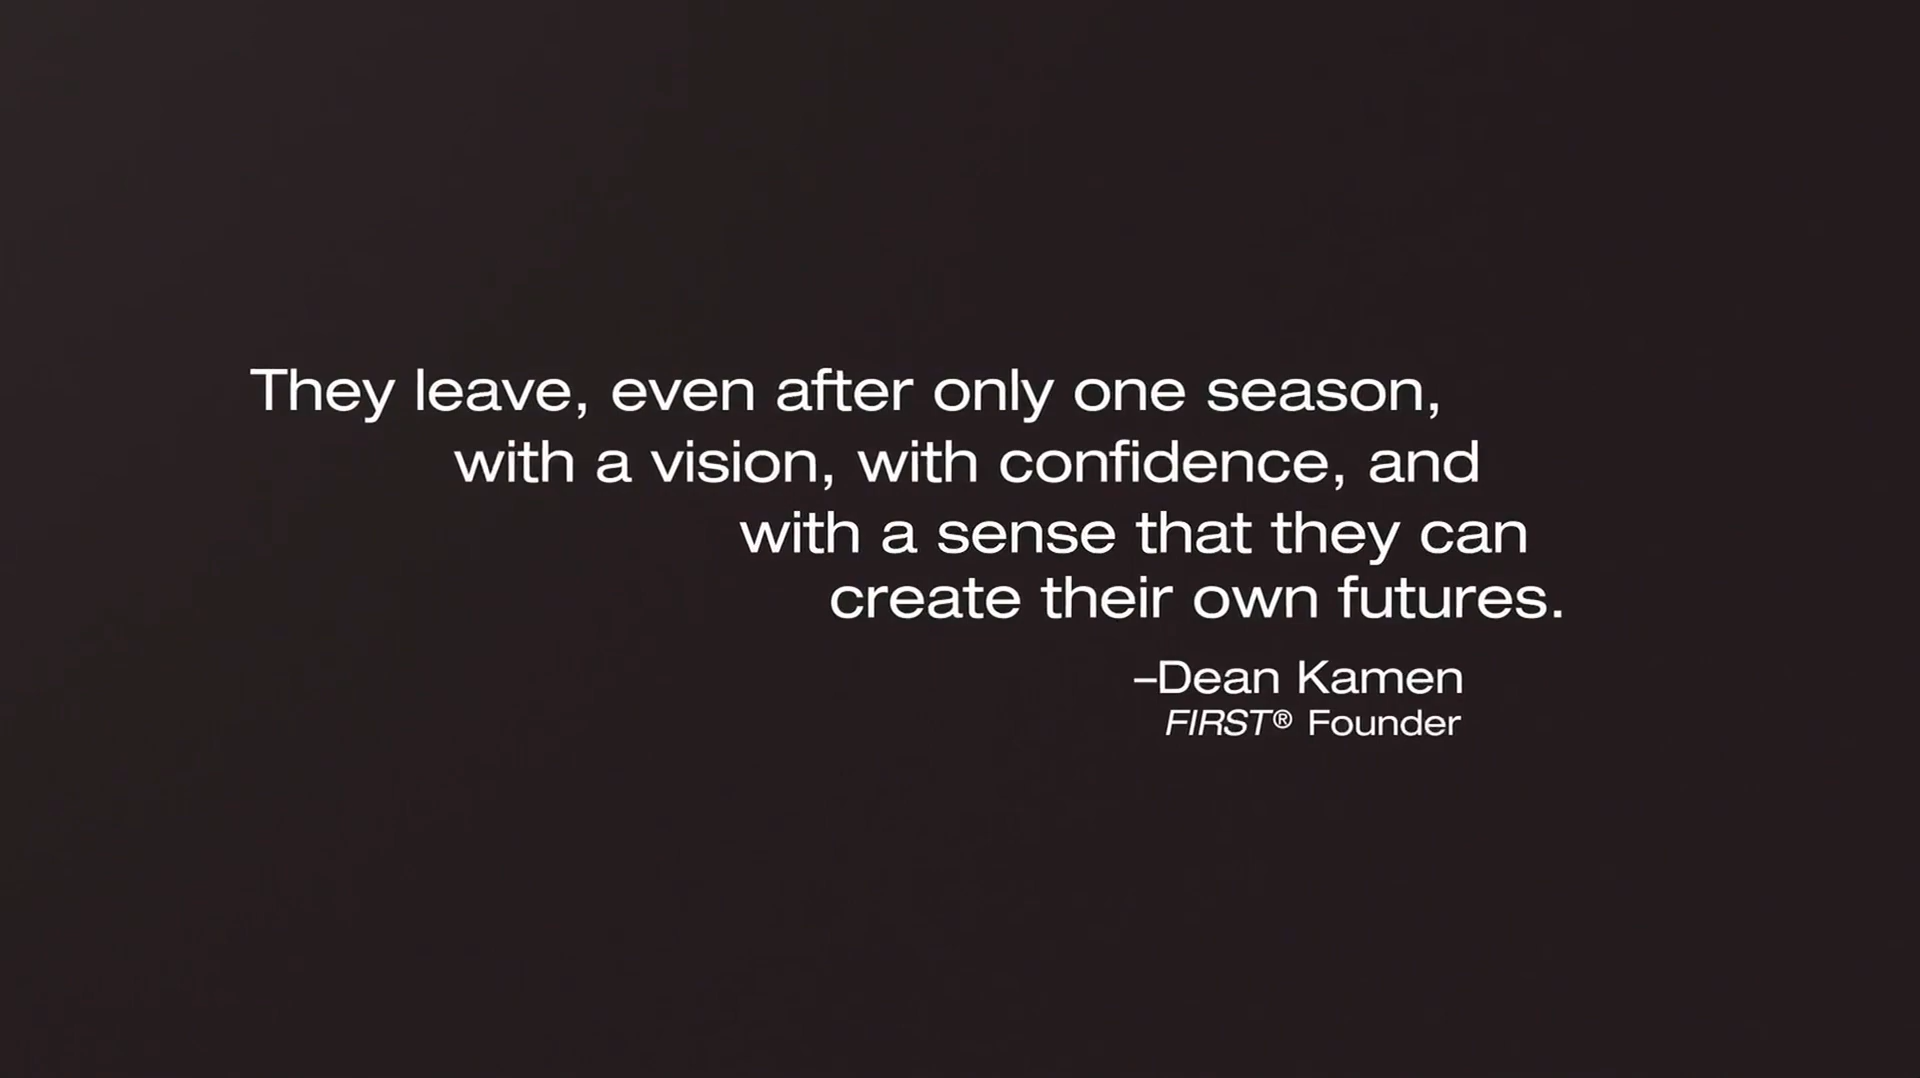 They leave, even after only one season,
with a vision, with confidence, and
with a sense that they can
create their own futures.
–Dean Kamen
FIRST® Founder